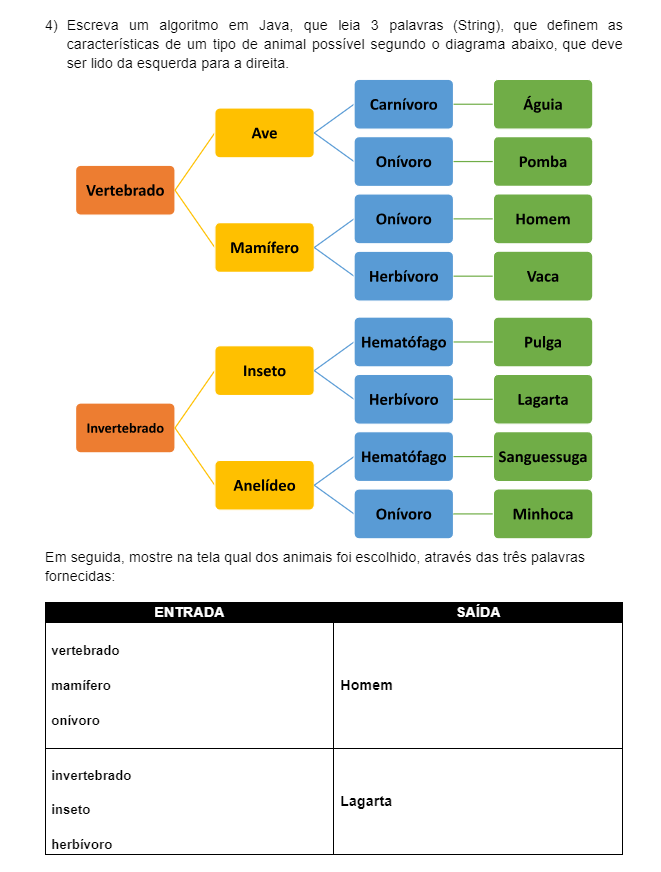 4) Escreva um algoritmo em Java, que leia 3 palavras (String), que definem as
características de um tipo de animal possível segundo o diagrama abaixo, que deve
ser lido da esquerda para a direita.
Vertebrado
Ave
Carnívoro
Águia
Onívoro
Pomba
Mamífero
Onívoro
Homem
Herbívoro
Vaca
Invertebrado
Inseto
Hematófago
Pulga
Herbívoro
Lagarta
Anelídeo
Hematófago
Sanguessuga
Onívoro
Minhoca
Em seguida, mostre na tela qual dos animais foi escolhido, através das três palavras
fornecidas:
ENTRADA
SAÍDA
vertebrado
mamífero
onívoro
Homem
invertebrado
inseto
herbívoro
Lagarta